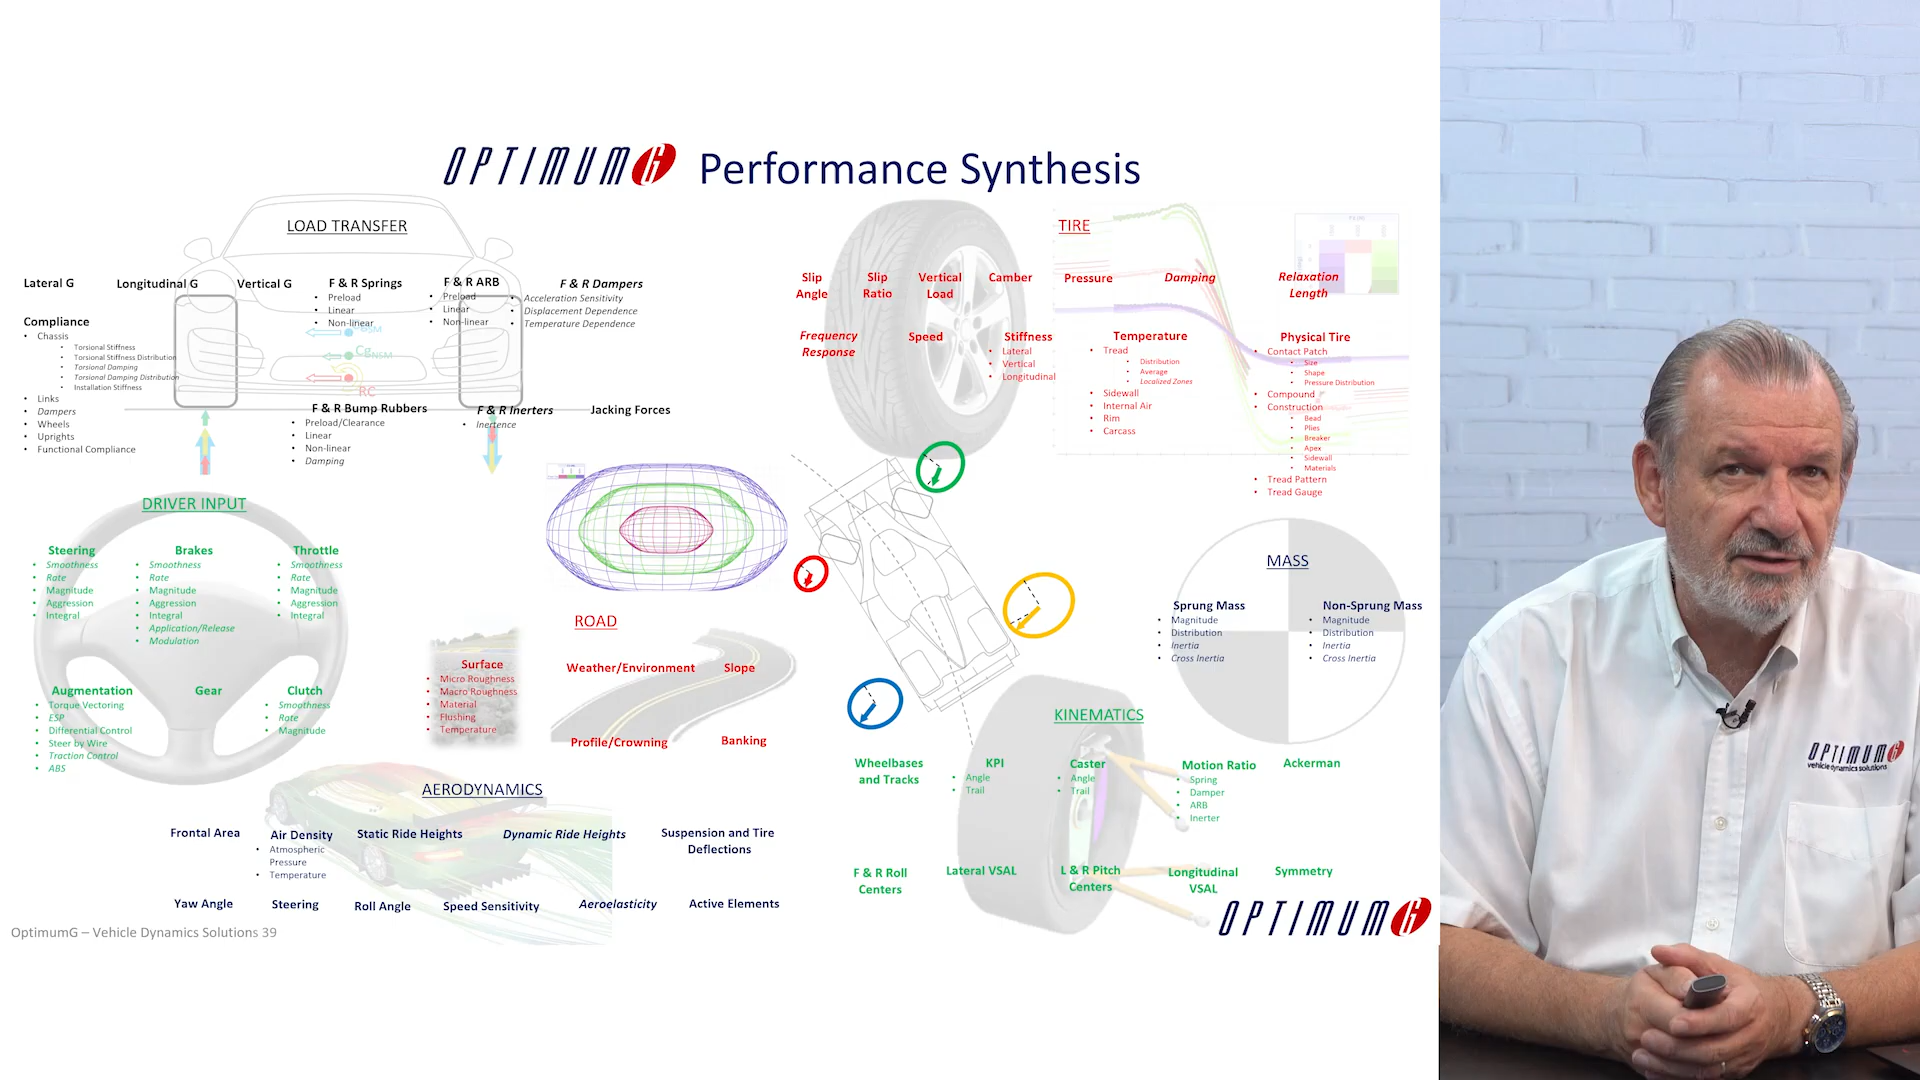 OPTIMUMG Performance Synthesis
LOAD TRANSFER
Lateral G
Longitudinal G
Vertical G
F & R Springs
• Preload
• Linear
• Non-linear
F & R ARB
• Preload
• Linear
• Non-linear
F & R Dampers
• Acceleration Sensitivity
• Displacement Dependence
• Temperature Dependence
Compliance
• Chassis
• Torsional Stiffness
• Torsional Stiffness Distribution
• Torsional Damping
• Torsional Damping Distribution
• Installation Stiffness
• Links
• Dampers
• Wheels
• Uprights
• Functional Compliance
CgNSM
RC
F & R Bump Rubbers
• Preload/Clearance
• Linear
• Non-linear
• Damping
F & R Inerters
• Inertence
Jacking Forces
TIRE
Slip
Angle
Slip
Ratio
Vertical
Load
Camber
Pressure
Damping
Relaxation
Length
Frequency
Response
Speed
Stiffness
• Lateral
• Vertical
• Longitudinal
Temperature
• Tread
• Distribution
• Average
• Localized Zones
• Sidewall
• Internal Air
• Rim
• Carcass
Physical Tire
• Contact Patch
• Size
• Shape
• Pressure Distribution
• Compound
• Construction
• Bead
• Plies
• Breaker
• Apex
• Sidewall
• Materials
• Tread Pattern
• Tread Gauge
DRIVER INPUT
Steering
• Smoothness
• Rate
• Magnitude
• Aggression
• Integral
Brakes
• Smoothness
• Rate
• Magnitude
• Aggression
• Integral
• Application/Release
• Modulation
Throttle
• Smoothness
• Rate
• Magnitude
• Aggression
• Integral
Augmentation
• Torque Vectoring
• ESP
• Differential Control
• Steer by Wire
• Traction Control
• ABS
Gear
Clutch
• Smoothness
• Rate
• Magnitude
ROAD
Surface
• Micro Roughness
• Macro Roughness
• Material
• Flushing
• Temperature
Weather/Environment
Slope
Profile/Crowning
Banking
MASS
Sprung Mass
• Magnitude
• Distribution
• Inertia
• Cross Inertia
Non-Sprung Mass
• Magnitude
• Distribution
• Inertia
• Cross Inertia
KINEMATICS
Wheelbases
and Tracks
KPI
• Angle
• Trail
Caster
• Angle
• Trail
Motion Ratio
• Spring
• Damper
• ARB
• Inerter
Ackerman
F & R Roll
Centers
Lateral VSAL
L & R Pitch
Centers
Longitudinal
VSAL
Symmetry
AERODYNAMICS
Frontal Area
Air Density
• Atmospheric
Pressure
• Temperature
Static Ride Heights
Dynamic Ride Heights
Suspension and Tire
Deflections
Yaw Angle
Steering
Roll Angle
Speed Sensitivity
Aeroelasticity
Active Elements
OptimumG – Vehicle Dynamics Solutions 39
OPTIMUMG
OPTIMUMG
vehicle dynamics solutions